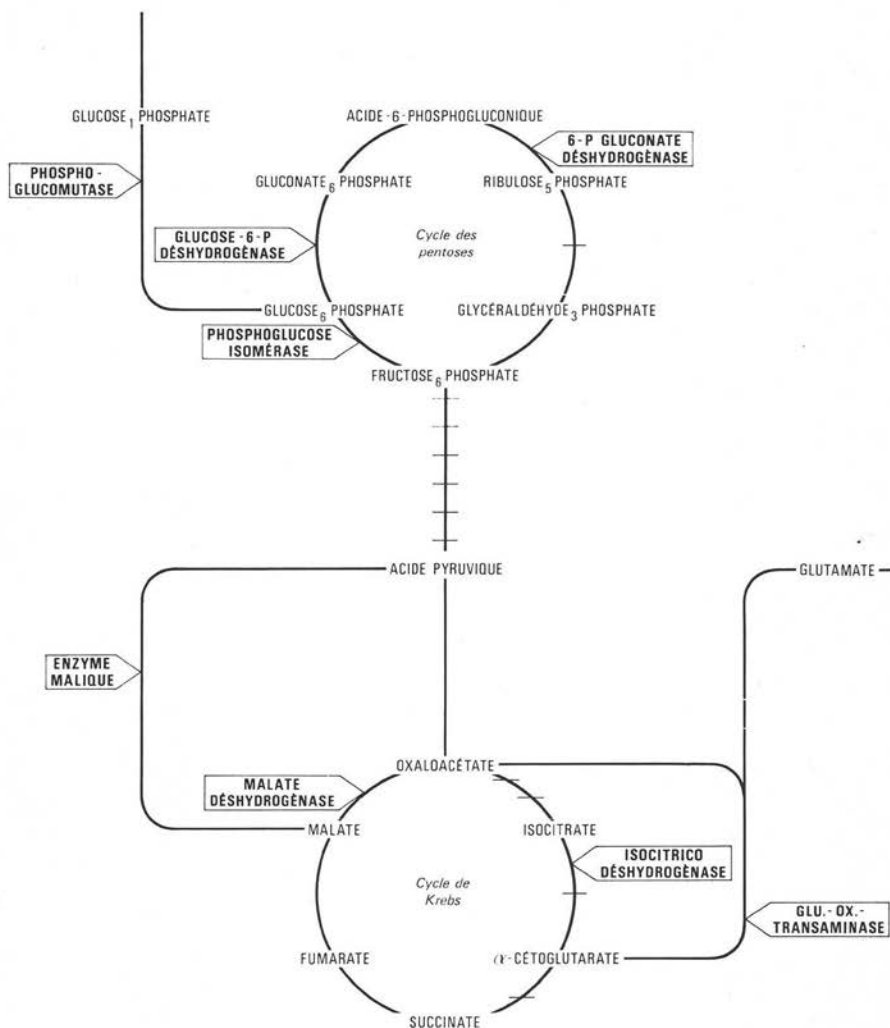 GLUCOSE 1 PHOSPHATE
ACIDE-6-PHOSPHOGLUCONIQUE
6-P GLUCONATE
DÉSHYDROGÈNASE
PHOSPHO-
GLUCOMUTASE
GLUCONATE 6 PHOSPHATE
RIBULOSE 5 PHOSPHATE
GLUCOSE-6-P
DÉSHYDROGÈNASE
Cycle des
pentoses
GLUCOSE 6 PHOSPHATE
GLYCÉRALDÉHYDE 3 PHOSPHATE
PHOSPHOGLUCOSE
ISOMÉRASE
FRUCTOSE 6 PHOSPHATE
ACIDE PYRUVIQUE
GLUTAMATE
ENZYME
MALIQUE
OXALOACÉTATE
MALATE
DÉSHYDROGÈNASE
MALATE
ISOCITRATE
ISOCITRICO
DÉSHYDROGÈNASE
Cycle de
Krebs
GLU.-OX.-
TRANSAMINASE
FUMARATE
α-CÉTOGLUTARATE
SUCCINATE